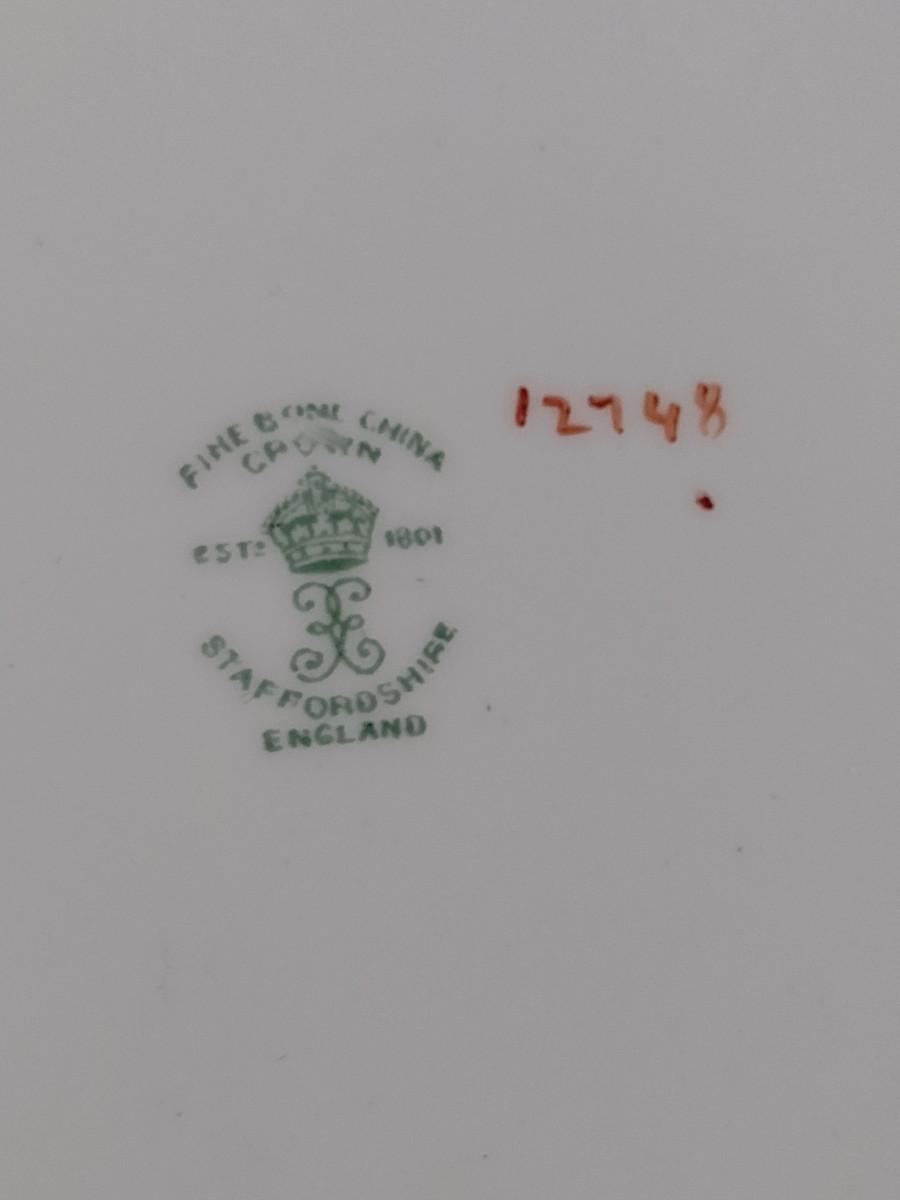 FINE BONE CHINA
CROWN
ESTD 1801
STAFFORDSHIRE
ENGLAND
12748